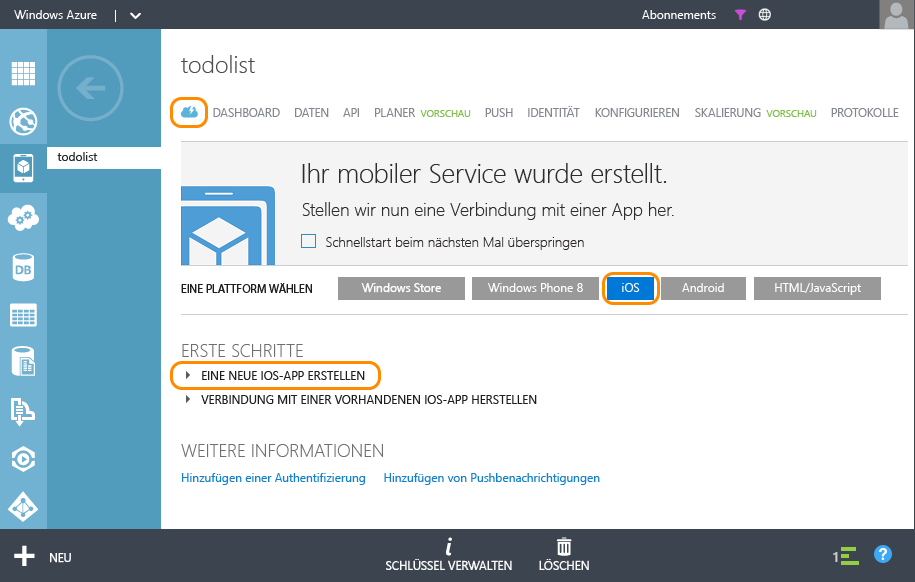 Windows Azure | Abonnements
todolist
DASHBOARD DATEN API PLANER VORSCHAU PUSH IDENTITÄT KONFIGURIEREN SKALIERUNG VORSCHAU PROTOKOLLE
todolist
Ihr mobiler Service wurde erstellt.
Stellen wir nun eine Verbindung mit einer App her.
Schnellstart beim nächsten Mal überspringen
DB
EINE PLATTFORM WÄHLEN Windows Store Windows Phone 8 iOS Android HTML/JavaScript
ERSTE SCHRITTE
EINE NEUE IOS-APP ERSTELLEN
VERBINDUNG MIT EINER VORHANDENEN IOS-APP HERSTELLEN
WEITERE INFORMATIONEN
Hinzufügen einer Authentifizierung Hinzufügen von Pushbenachrichtigungen
NEU SCHLÜSSEL VERWALTEN LÖSCHEN 1 ?